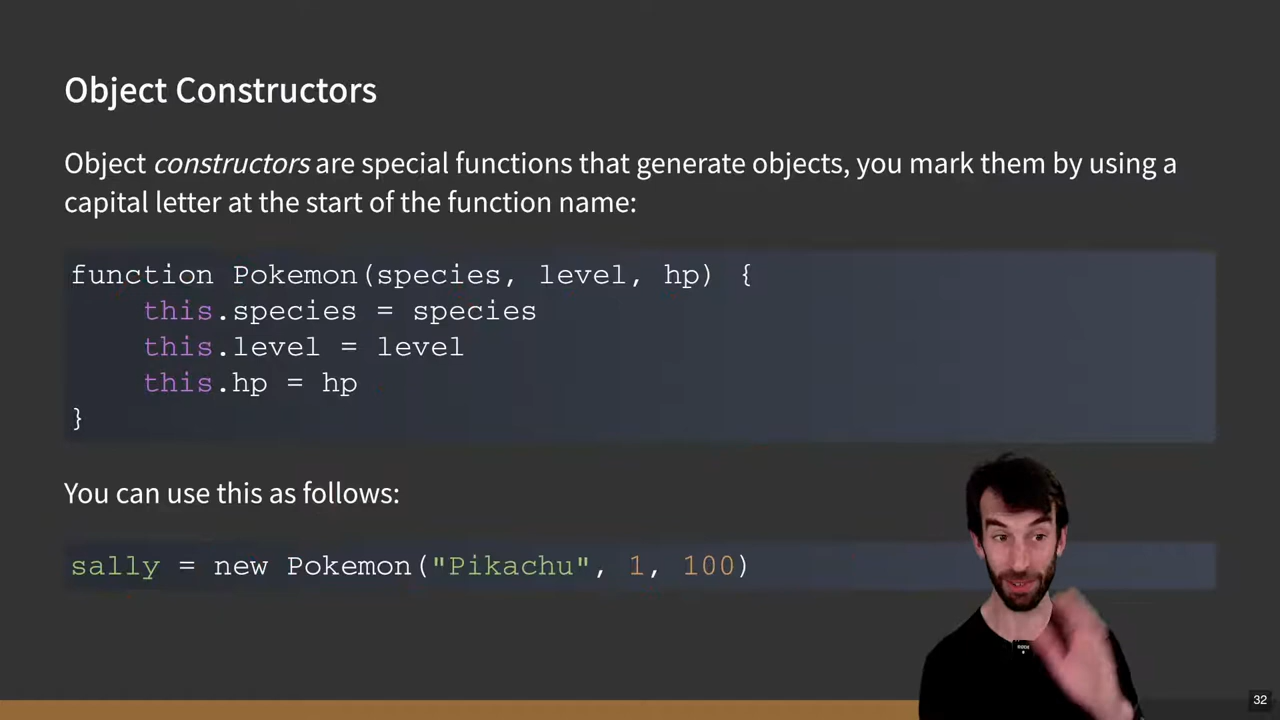 Object Constructors
Object constructors are special functions that generate objects, you mark them by using a
capital letter at the start of the function name:
function Pokemon(species, level, hp) {
    this.species = species
    this.level = level
    this.hp = hp
}
You can use this as follows:
sally = new Pokemon("Pikachu", 1, 100)
32